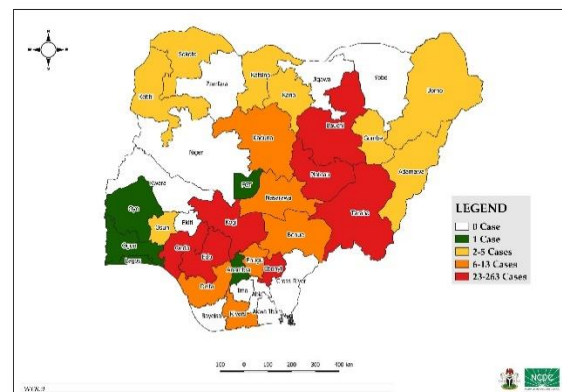 Sokoto
Katsina
Jigawa
Yobe
Borno
Zamfara
Kano
Kebbi
Bauchi
Gombe
Kaduna
Niger
Adamawa
Plateau
Kwara
FCT
Nasarawa
Taraba
Oyo
Ekiti
Kogi
Osun
Benue
Ogun
Ondo
Edo
Lagos
Enugu
Ebonyi
Anambra
Cross River
Delta
Imo
Abia
Bayelsa
Rivers
LEGEND
0 Case
1 Case
2-5 Cases
6-13 Cases
23-263 Cases
100 0 100 200 300 400 km
NCDC